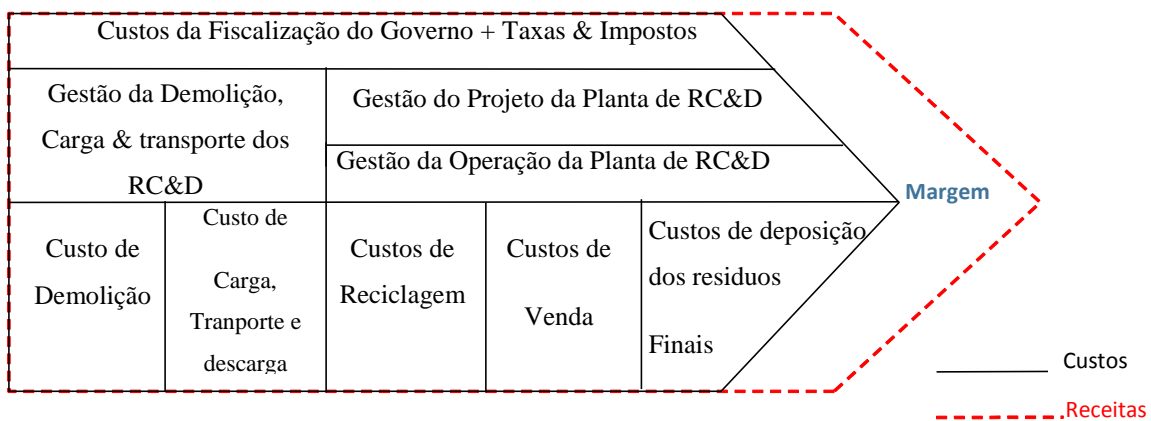 Custos da Fiscalização do Governo + Taxas & Impostos
Gestão da Demolição,
Carga & transporte dos
RC&D
Gestão do Projeto da Planta de RC&D
Gestão da Operação da Planta de RC&D
Margem
Custo de
Demolição
Custo de
Carga,
Tranporte e
descarga
Custos de
Reciclagem
Custos de
Venda
Custos de deposição
dos residuos
Finais
Custos
Receitas